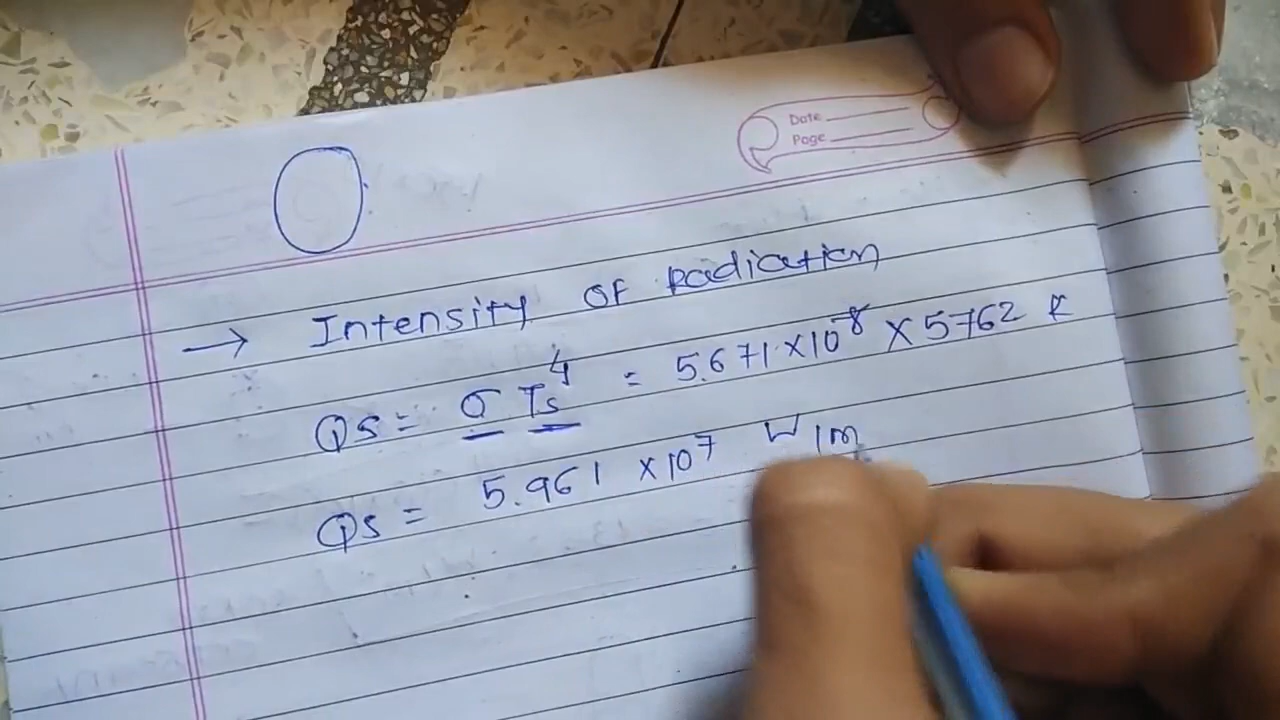 Date
Page
→ Intensity of Radiation
Qs = σ Ts⁴ = 5.671 × 10⁻⁸ × 5762 K
Qs = 5.961 × 10⁷ W/m